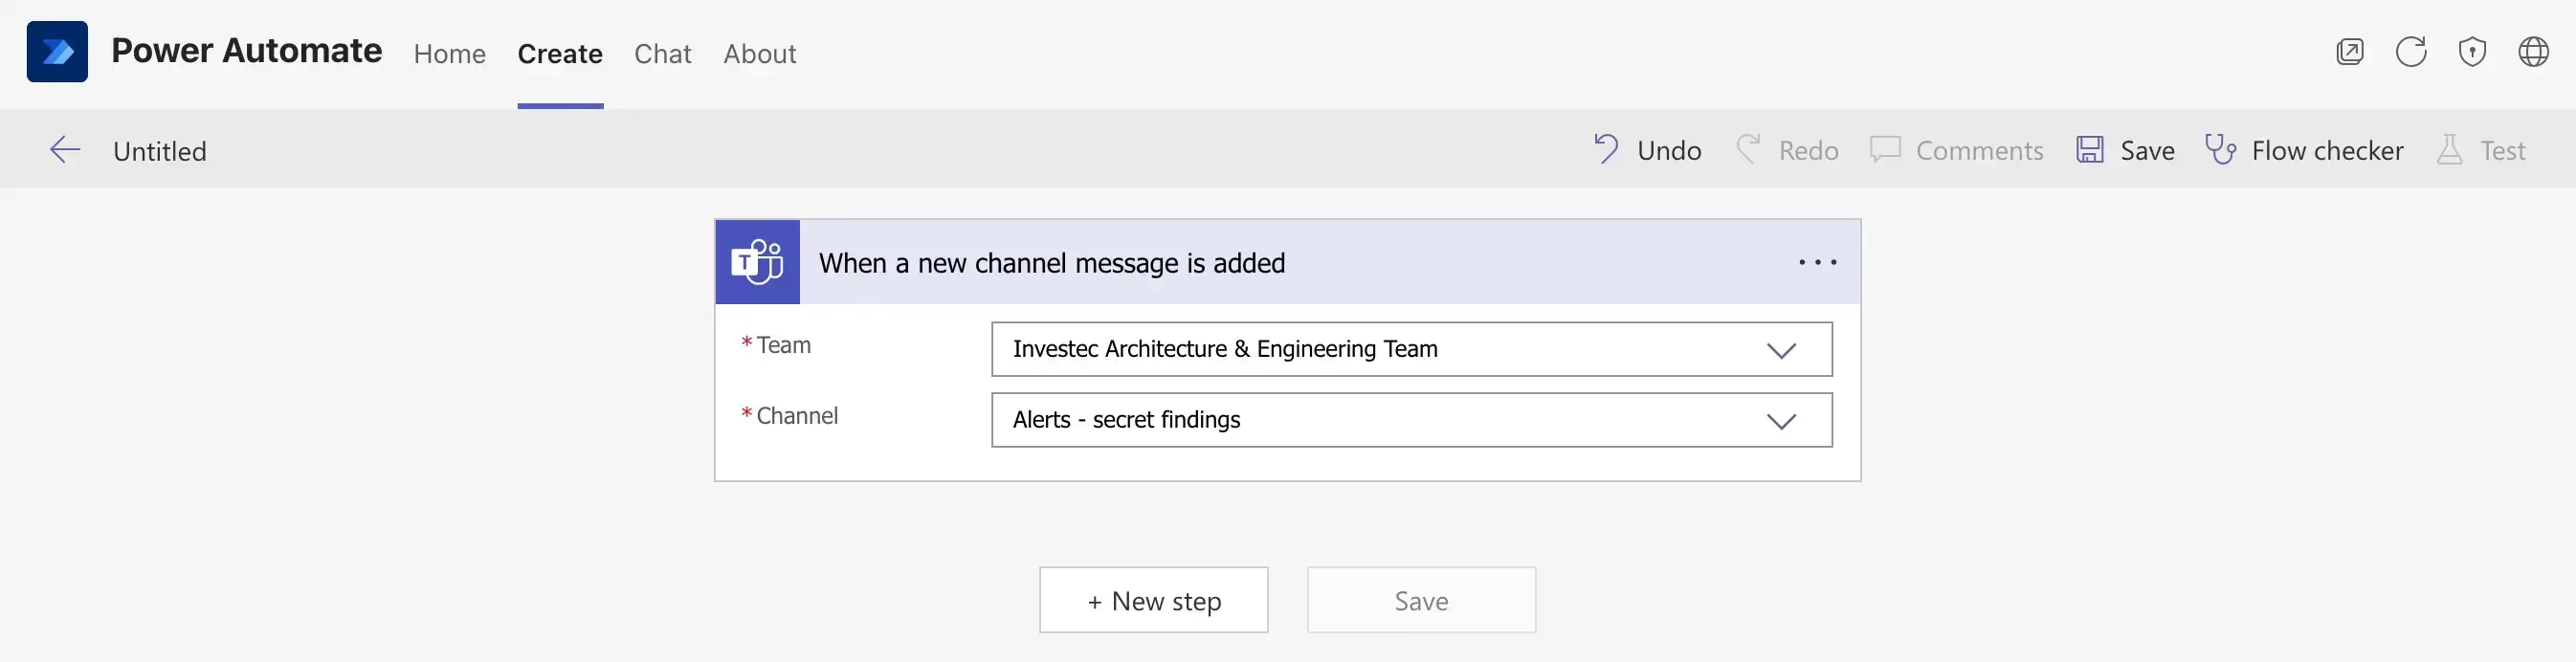 Power Automate Home Create Chat About
Untitled Undo Redo Comments Save Flow checker Test
T When a new channel message is added
* Team Investec Architecture & Engineering Team
* Channel Alerts - secret findings
+ New step Save